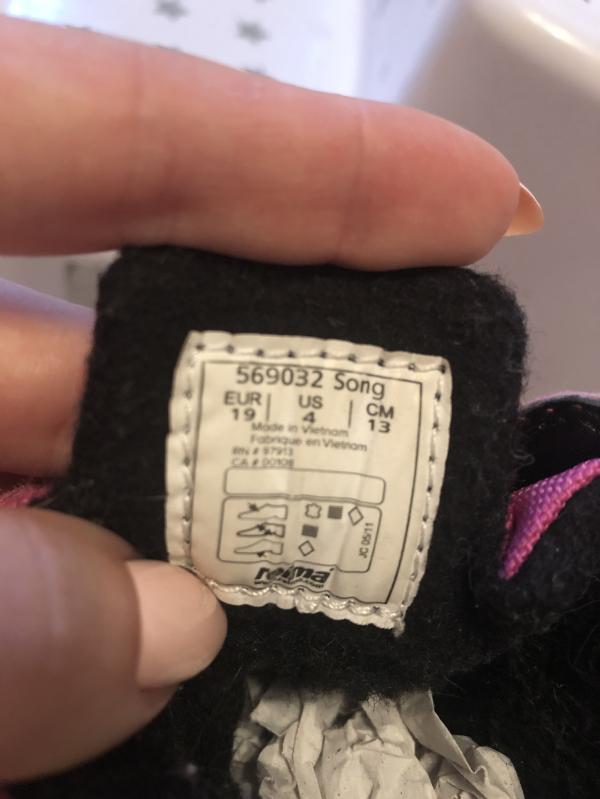 569032 Song
EUR | US | CM
19 | 4 | 13
Made in Vietnam
Fabrique en Vietnam
RN # 97913
CA # 00108
JC 05/11
reima